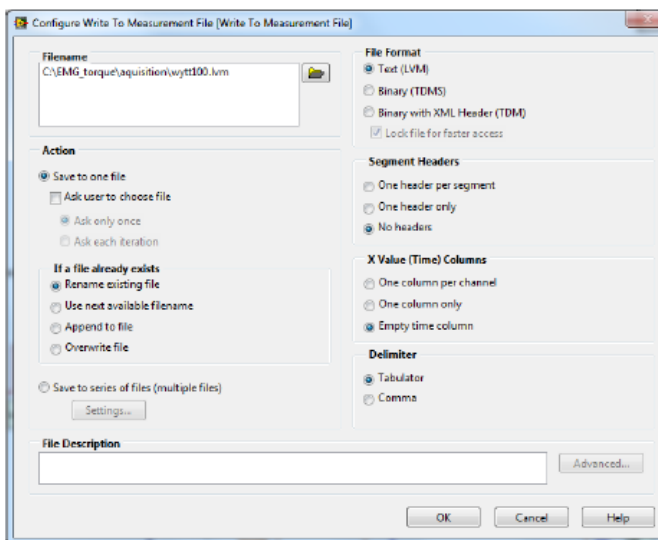 Configure Write To Measurement File [Write To Measurement File]
Filename
C:\EMG_torque\aquisition\wytt100.lvm
Action
Save to one file
Ask user to choose file
Ask only once
Ask each iteration
If a file already exists
Rename existing file
Use next available filename
Append to file
Overwrite file
Save to series of files (multiple files)
Settings...
File Format
Text (LVM)
Binary (TDMS)
Binary with XML Header (TDM)
Lock file for faster access
Segment Headers
One header per segment
One header only
No headers
X Value (Time) Columns
One column per channel
One column only
Empty time column
Delimiter
Tabulator
Comma
File Description
Advanced...
OK
Cancel
Help